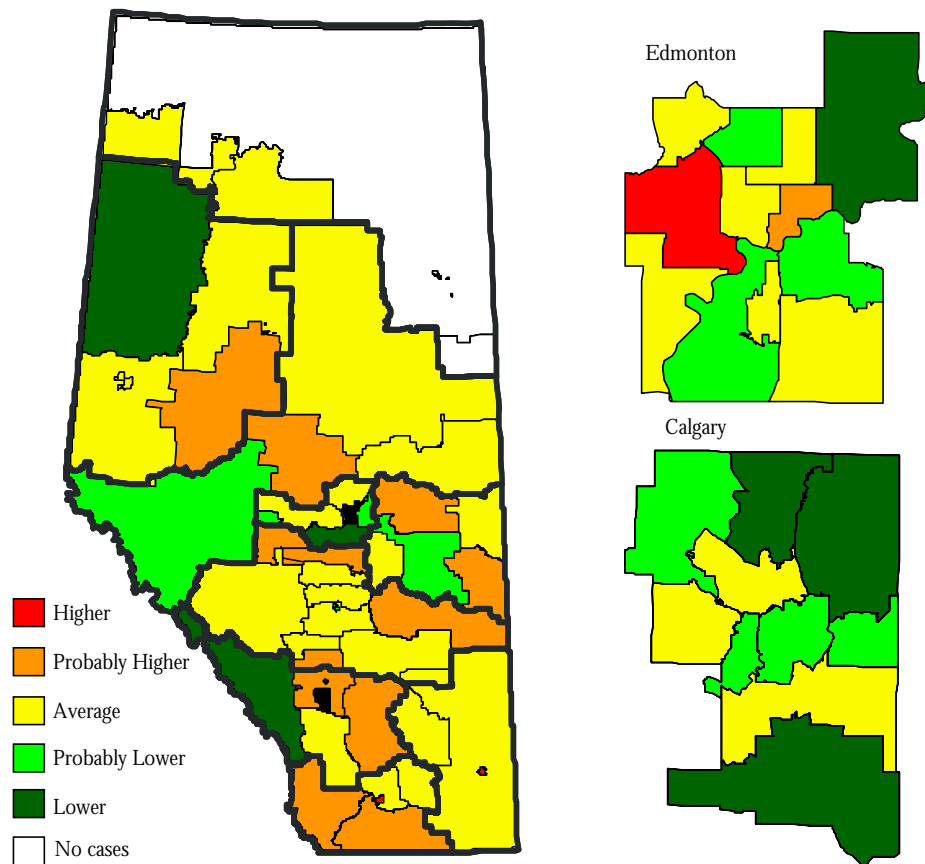 Edmonton
Calgary
Higher
Probably Higher
Average
Probably Lower
Lower
No cases